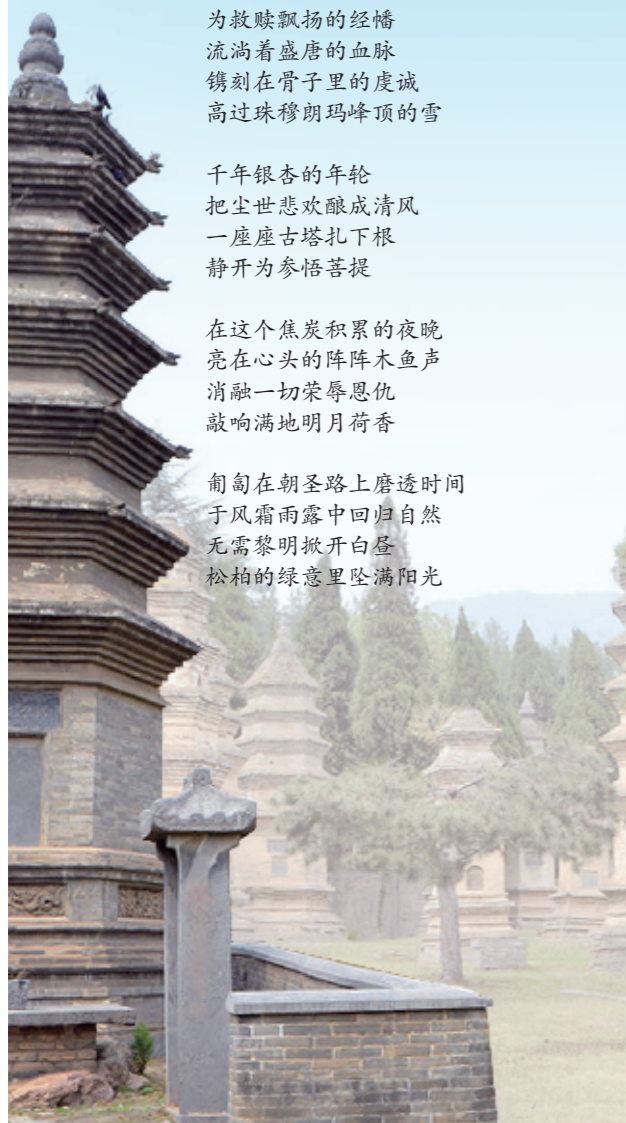 为救赎飘扬的经幡
流淌着盛唐的血脉
镌刻在骨子里的虔诚
高过珠穆朗玛峰顶的雪
千年银杏的年轮
把尘世悲欢酿成清风
一座座古塔扎下根
静开为参悟菩提
在这个焦炭积累的夜晚
亮在心头的阵阵木鱼声
消融一切荣辱恩仇
敲响满地明月荷香
匍匐在朝圣路上磨透时间
于风霜雨露中回归自然
无需黎明掀开白昼
松柏的绿意里坠满阳光